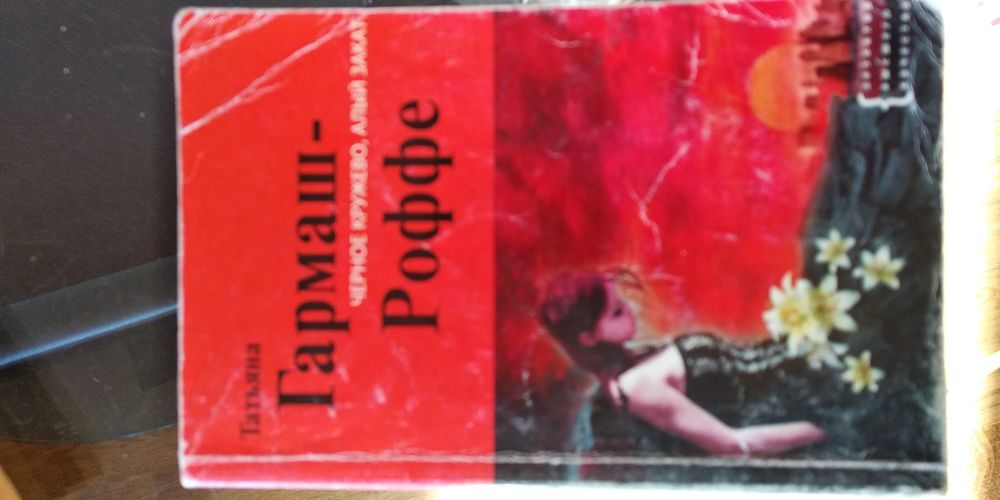 Татьяна
Гармаш-
ЧЕРНОЕ КРУЖЕВО, АЛЫЙ ЗАКАТ
Роффе